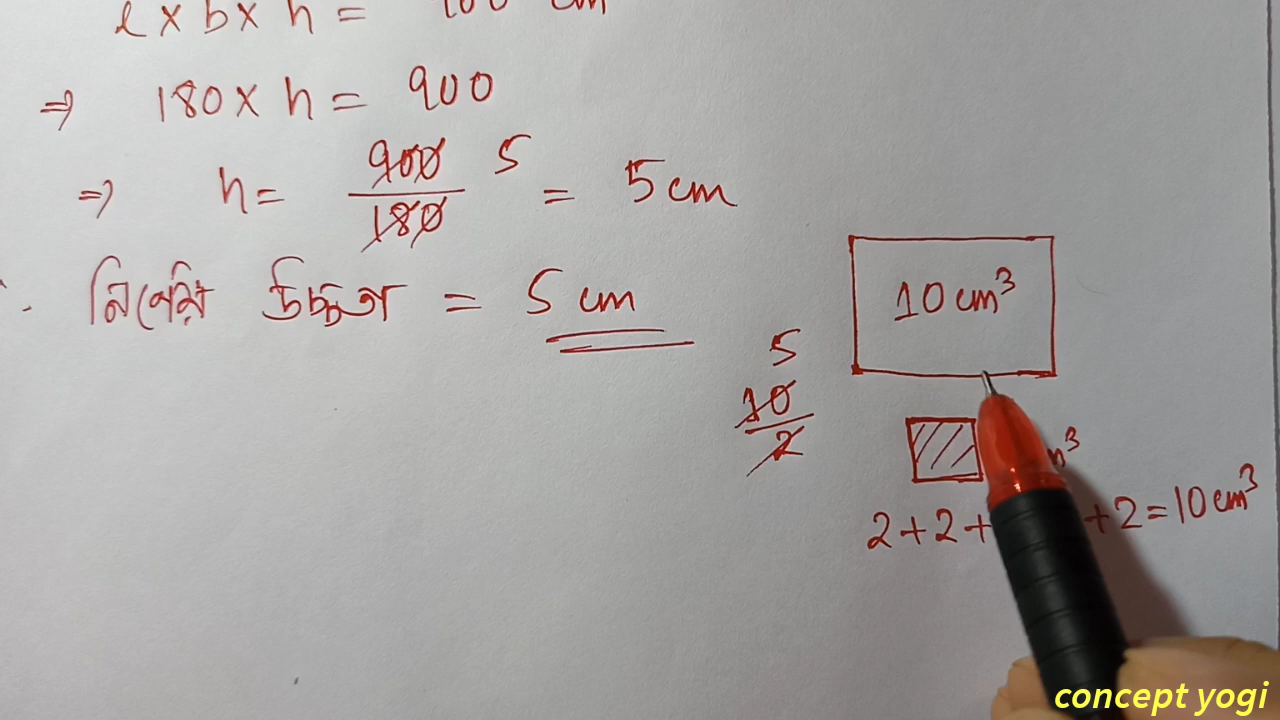 l × b × h =
⇒ 180 × h = 900
⇒ h = 900/180 5 = 5 cm
উচ্চতা = 5 cm
10 cm³
5
10/2
2 + 2 + + 2 = 10 cm³
concept yogi